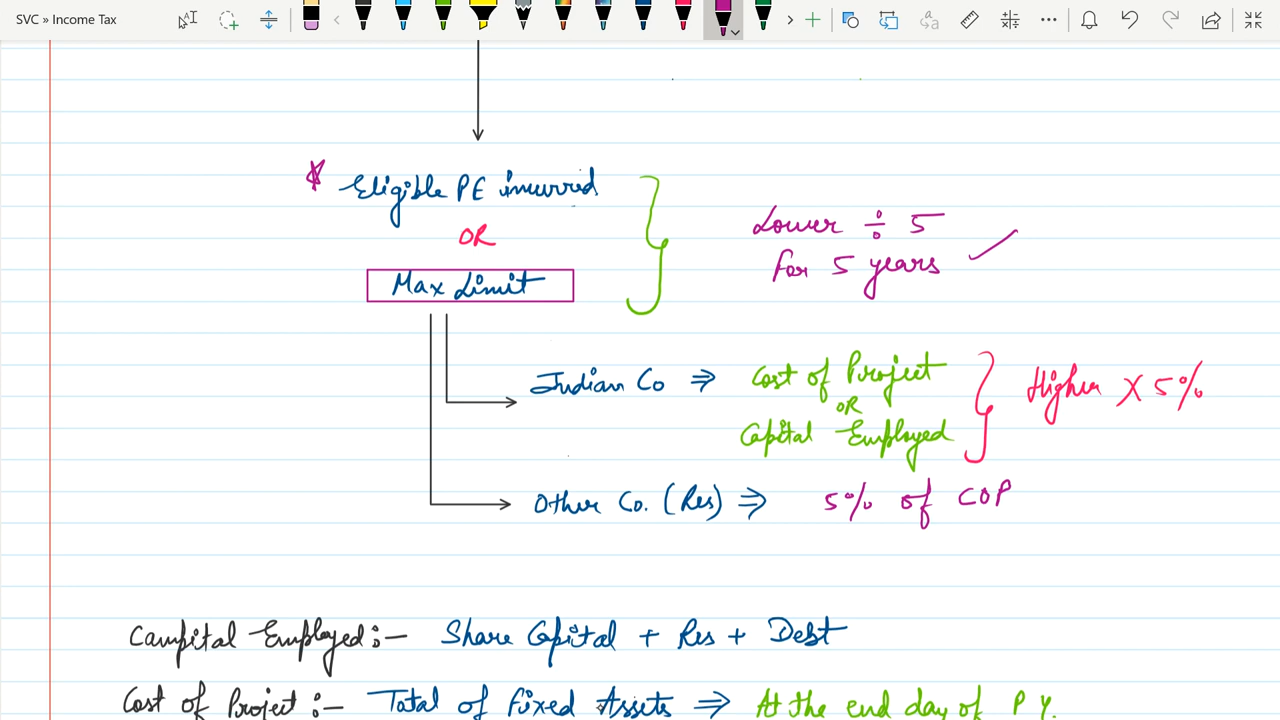 SVC » Income Tax
Eligible PE incurred
OR
Max Limit
Lower ÷ 5
for 5 years
Indian Co ⇒ Cost of Project
OR
Capital Employed
Higher X 5%
Other Co. (Res) ⇒ 5% of COP
Campital Employed :- Share Capital + Res + Debt
Cost of Project :- Total of fixed Assets ⇒ At the end day of P Y.